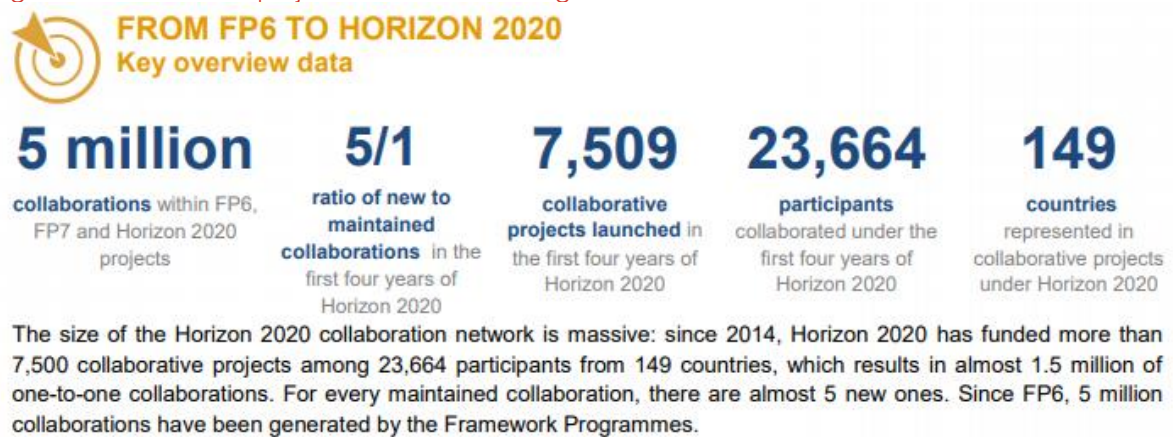 FROM FP6 TO HORIZON 2020
Key overview data
5 million
collaborations within FP6,
FP7 and Horizon 2020
projects
5/1
ratio of new to
maintained
collaborations in the
first four years of
Horizon 2020
7,509
collaborative
projects launched in
the first four years of
Horizon 2020
23,664
participants
collaborated under the
first four years of
Horizon 2020
149
countries
represented in
collaborative projects
under Horizon 2020
The size of the Horizon 2020 collaboration network is massive: since 2014, Horizon 2020 has funded more than
7,500 collaborative projects among 23,664 participants from 149 countries, which results in almost 1.5 million of
one-to-one collaborations. For every maintained collaboration, there are almost 5 new ones. Since FP6, 5 million
collaborations have been generated by the Framework Programmes.